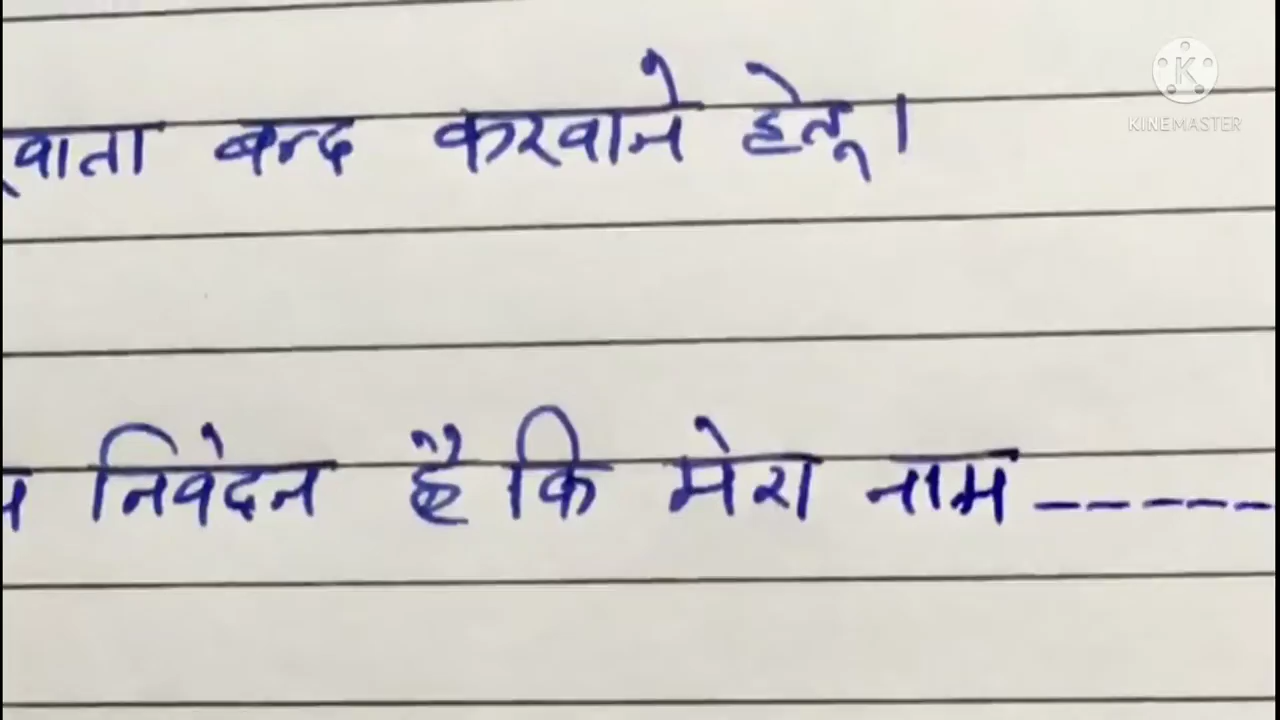 खाता बन्द करवाने हेतू।
निवेदन है कि मेरा नाम ------
KINEMASTER